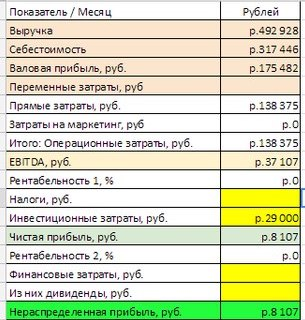 Показатель / Месяц Рублей
Выручка р.492 928
Себестоимость р.317 446
Валовая прибыль, руб. р.175 482
Переменные затраты, руб
Прямые затраты, руб. р.138 375
Затраты на маркетинг, руб р.0
Итого: Операционные затраты, руб. р.138 375
EBITDA, руб. р.37 107
Рентабельность 1, % р.0
Налоги, руб.
Инвестиционные затраты, руб. р.29 000
Чистая прибыль, руб. р.8 107
Рентабельность 2, % р.0
Финансовые затраты, руб.
Из них дивиденды, руб.
Нераспределенная прибыль, руб. р.8 107